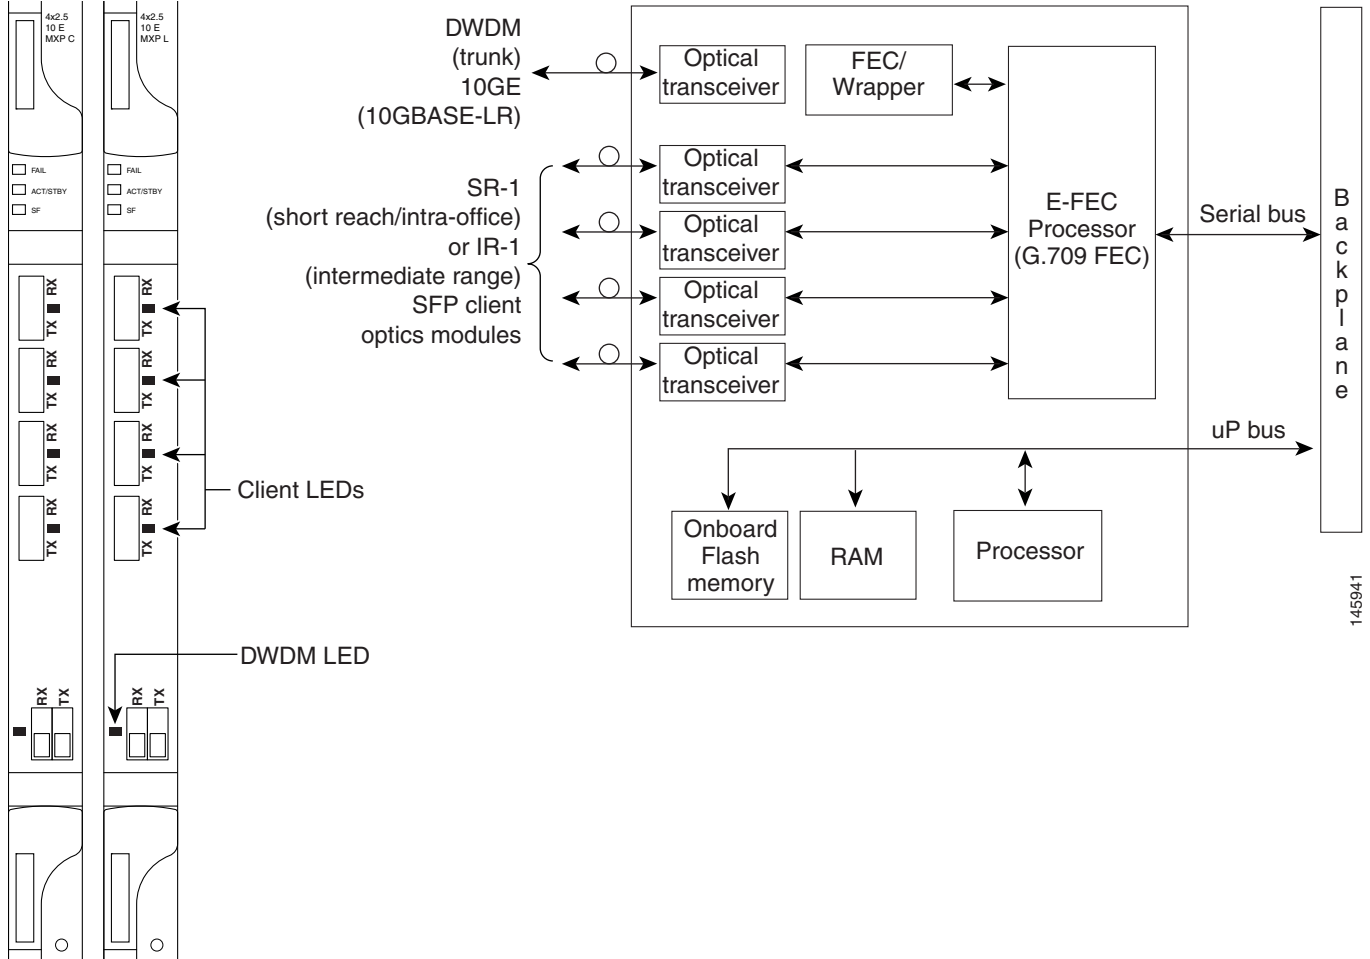 4x2.5
10 E
MXP C
4x2.5
10 E
MXP L
FAIL
ACT/STBY
SF
FAIL
ACT/STBY
SF
RX
TX
RX
TX
RX
TX
RX
TX
RX
TX
RX
TX
RX
TX
RX
TX
Client LEDs
DWDM LED
RX
TX
RX
TX
DWDM
(trunk)
10GE
(10GBASE-LR)
SR-1
(short reach/intra-office)
or IR-1
(intermediate range)
SFP client
optics modules
Optical
transceiver
FEC/
Wrapper
Optical
transceiver
Optical
transceiver
Optical
transceiver
Optical
transceiver
E-FEC
Processor
(G.709 FEC)
Serial bus
uP bus
Onboard
Flash
memory
RAM
Processor
Backplane
145941